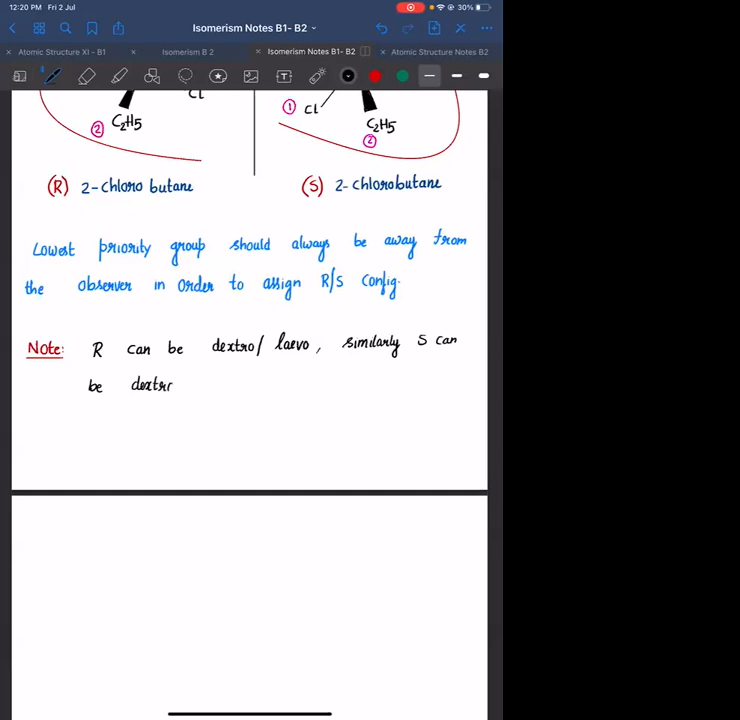 12:20 PM Fri 2 Jul
30%
Isomerism Notes B1- B2
Atomic Structure XI - B1
Isomerism B 2
Isomerism Notes B1- B2
Atomic Structure Notes B2
Cl
① Cl
C2H5
C2H5
②
②
(R) 2-chloro butane
(S) 2-chlorobutane
Lowest priority group should always be away from
the observer in order to assign R/S config.
Note: R can be dextro/ laevo, similarly S can
be dextr